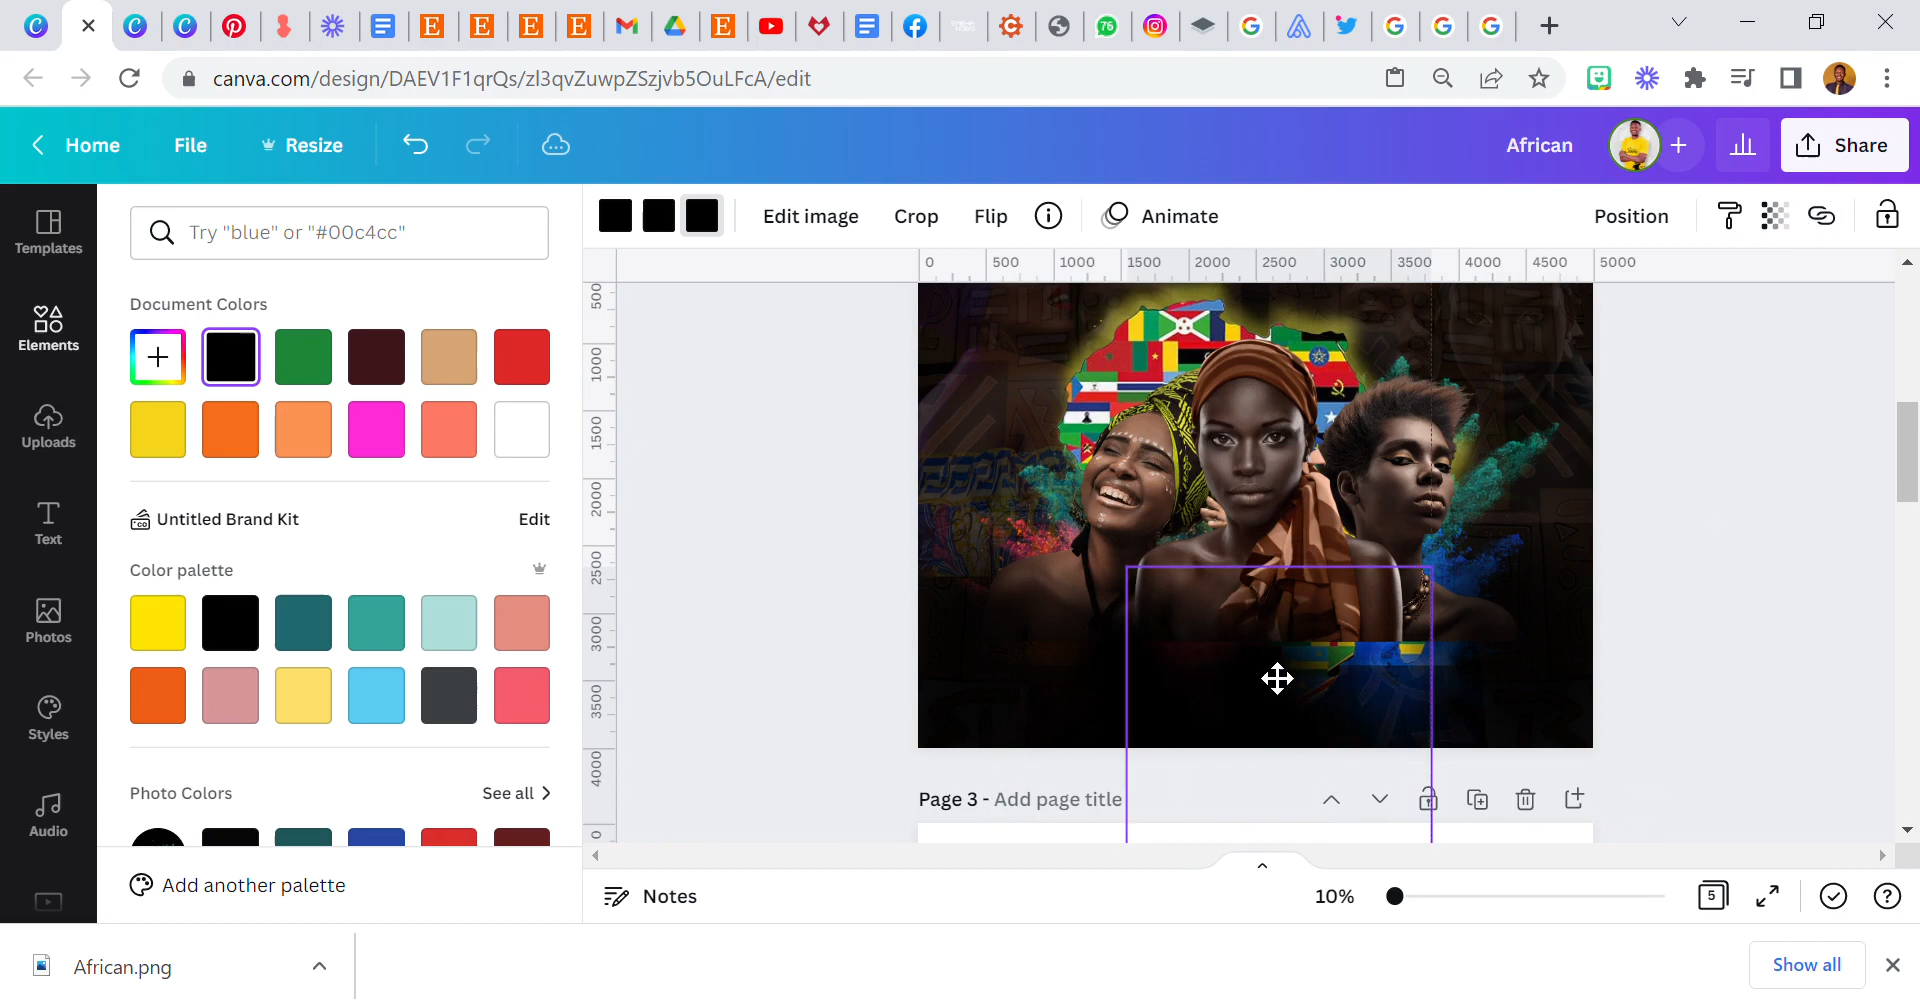 75
canva.com/design/DAEV1F1qrQs/zl3qvZuwpZSzjvb5OuLFcA/edit
Home
File
Resize
African
Share
Templates
Elements
Uploads
Text
Photos
Styles
Audio
Try "blue" or "#00c4cc"
Document Colors
Untitled Brand Kit
Edit
Color palette
Photo Colors
See all
Add another palette
Edit image
Crop
Flip
Animate
Position
0 500 1000 1500 2000 2500 3000 3500 4000 4500 5000
500
1000
1500
2000
2500
3000
3500
4000
0
Page 3 - Add page title
Notes
10%
5
African.png
Show all